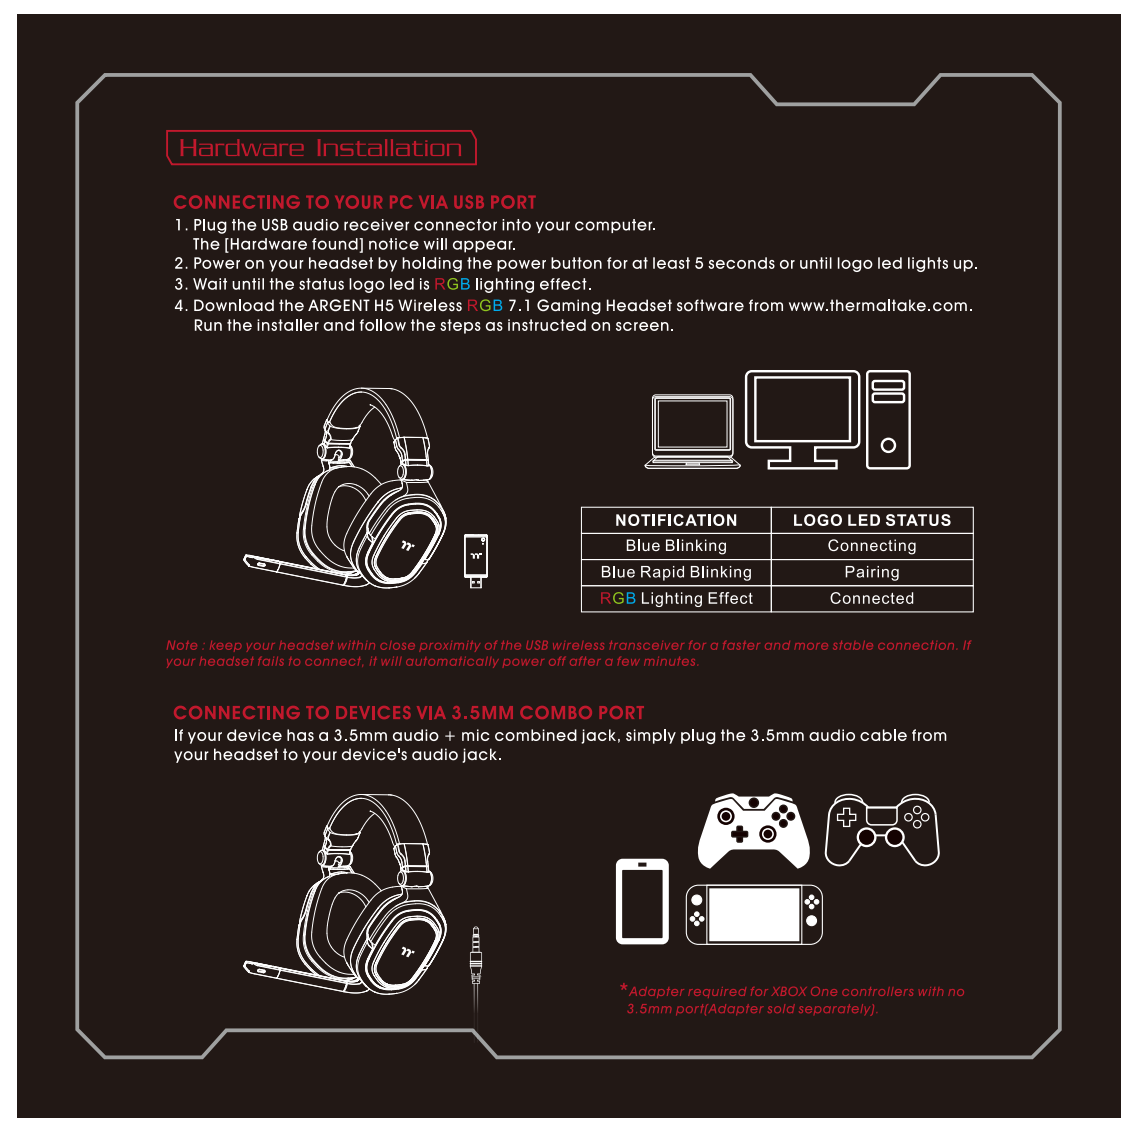 Hardware Installation
CONNECTING TO YOUR PC VIA USB PORT
1. Plug the USB audio receiver connector into your computer.
The [Hardware found] notice will appear.
2. Power on your headset by holding the power button for at least 5 seconds or until logo led lights up.
3. Wait until the status logo led is RGB lighting effect.
4. Download the ARGENT H5 Wireless RGB 7.1 Gaming Headset software from www.thermaltake.com.
Run the installer and follow the steps as instructed on screen.
NOTIFICATION LOGO LED STATUS
Blue Blinking Connecting
Blue Rapid Blinking Pairing
RGB Lighting Effect Connected
Note : keep your headset within close proximity of the USB wireless transceiver for a faster and more stable connection. If
your headset fails to connect, it will automatically power off after a few minutes.
CONNECTING TO DEVICES VIA 3.5MM COMBO PORT
If your device has a 3.5mm audio + mic combined jack, simply plug the 3.5mm audio cable from
your headset to your device's audio jack.
*Adapter required for XBOX One controllers with no
3.5mm port(Adapter sold separately).